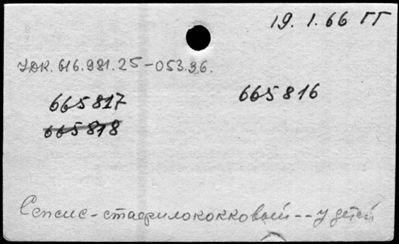 19. 1.66 ГГ
УДК. 616.981.25-053.36.
665817 665816
665818
Сепсис-стафилококковый--у детей